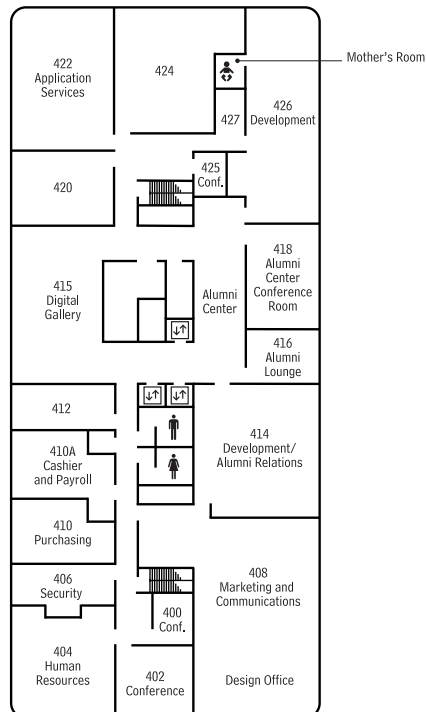 Mother's Room
422
Application
Services
424
427
426
Development
425
Conf.
420
415
Digital
Gallery
Alumni
Center
418
Alumni
Center
Conference
Room
416
Alumni
Lounge
412
410A
Cashier
and Payroll
414
Development/
Alumni Relations
410
Purchasing
406
Security
408
Marketing and
Communications
400
Conf.
404
Human
Resources
402
Conference
Design Office